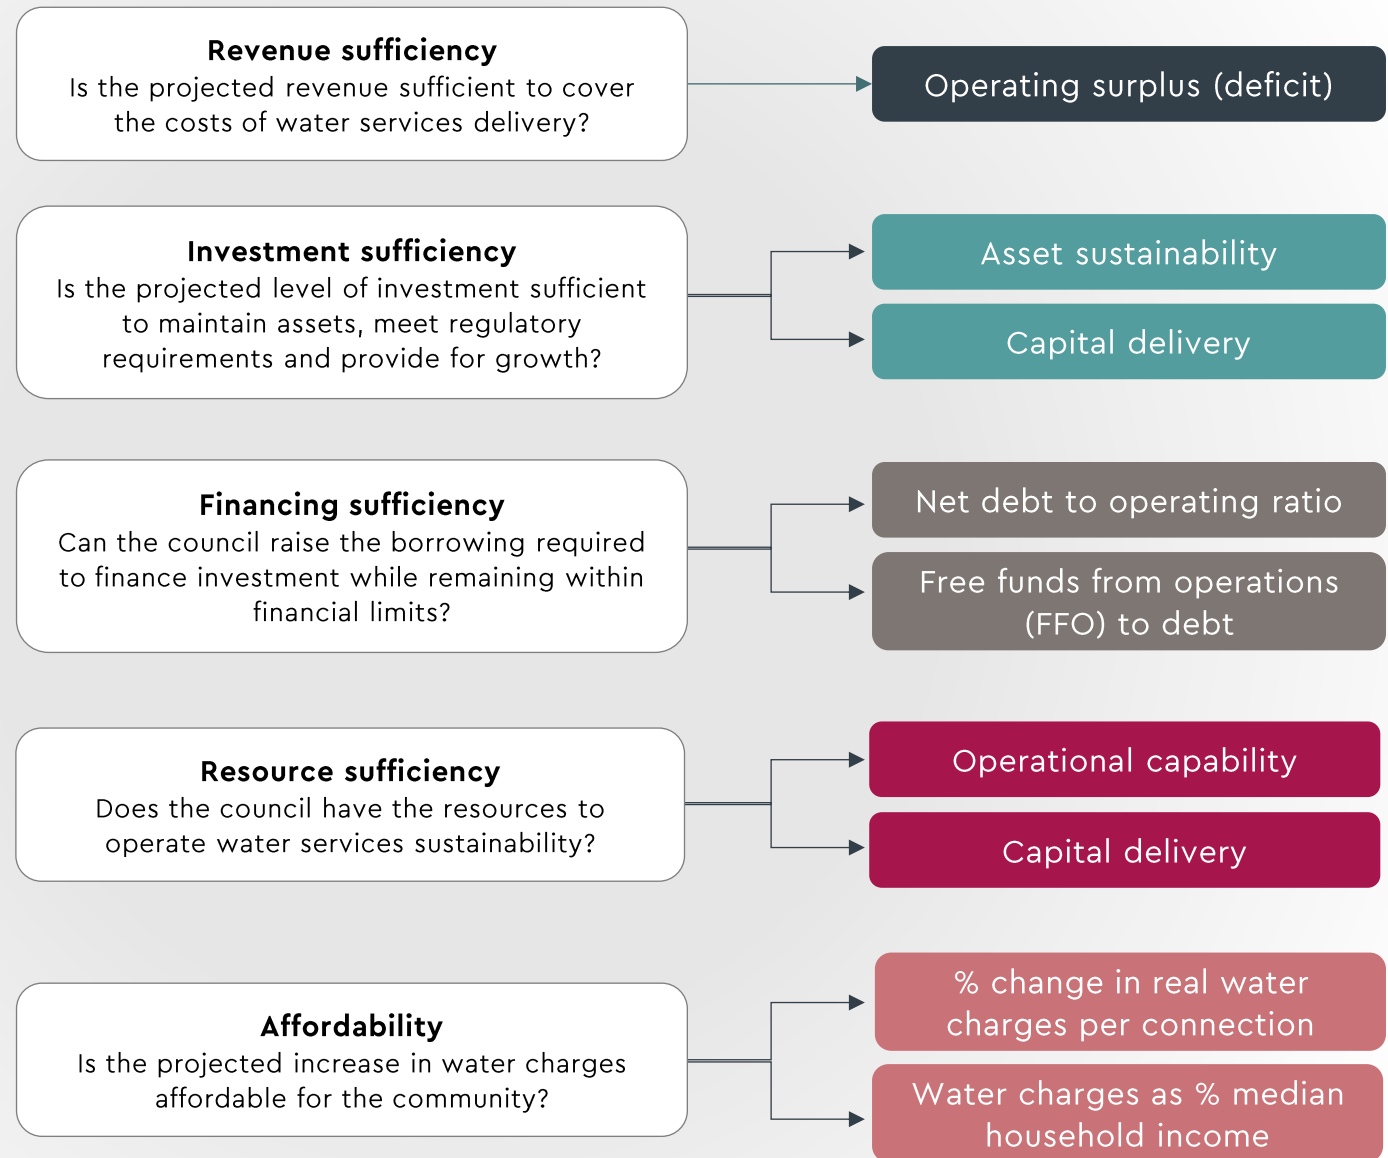 Revenue sufficiency
Is the projected revenue sufficient to cover
the costs of water services delivery?
Operating surplus (deficit)
Investment sufficiency
Is the projected level of investment sufficient
to maintain assets, meet regulatory
requirements and provide for growth?
Asset sustainability
Capital delivery
Financing sufficiency
Can the council raise the borrowing required
to finance investment while remaining within
financial limits?
Net debt to operating ratio
Free funds from operations
(FFO) to debt
Resource sufficiency
Does the council have the resources to
operate water services sustainability?
Operational capability
Capital delivery
Affordability
Is the projected increase in water charges
affordable for the community?
% change in real water
charges per connection
Water charges as % median
household income